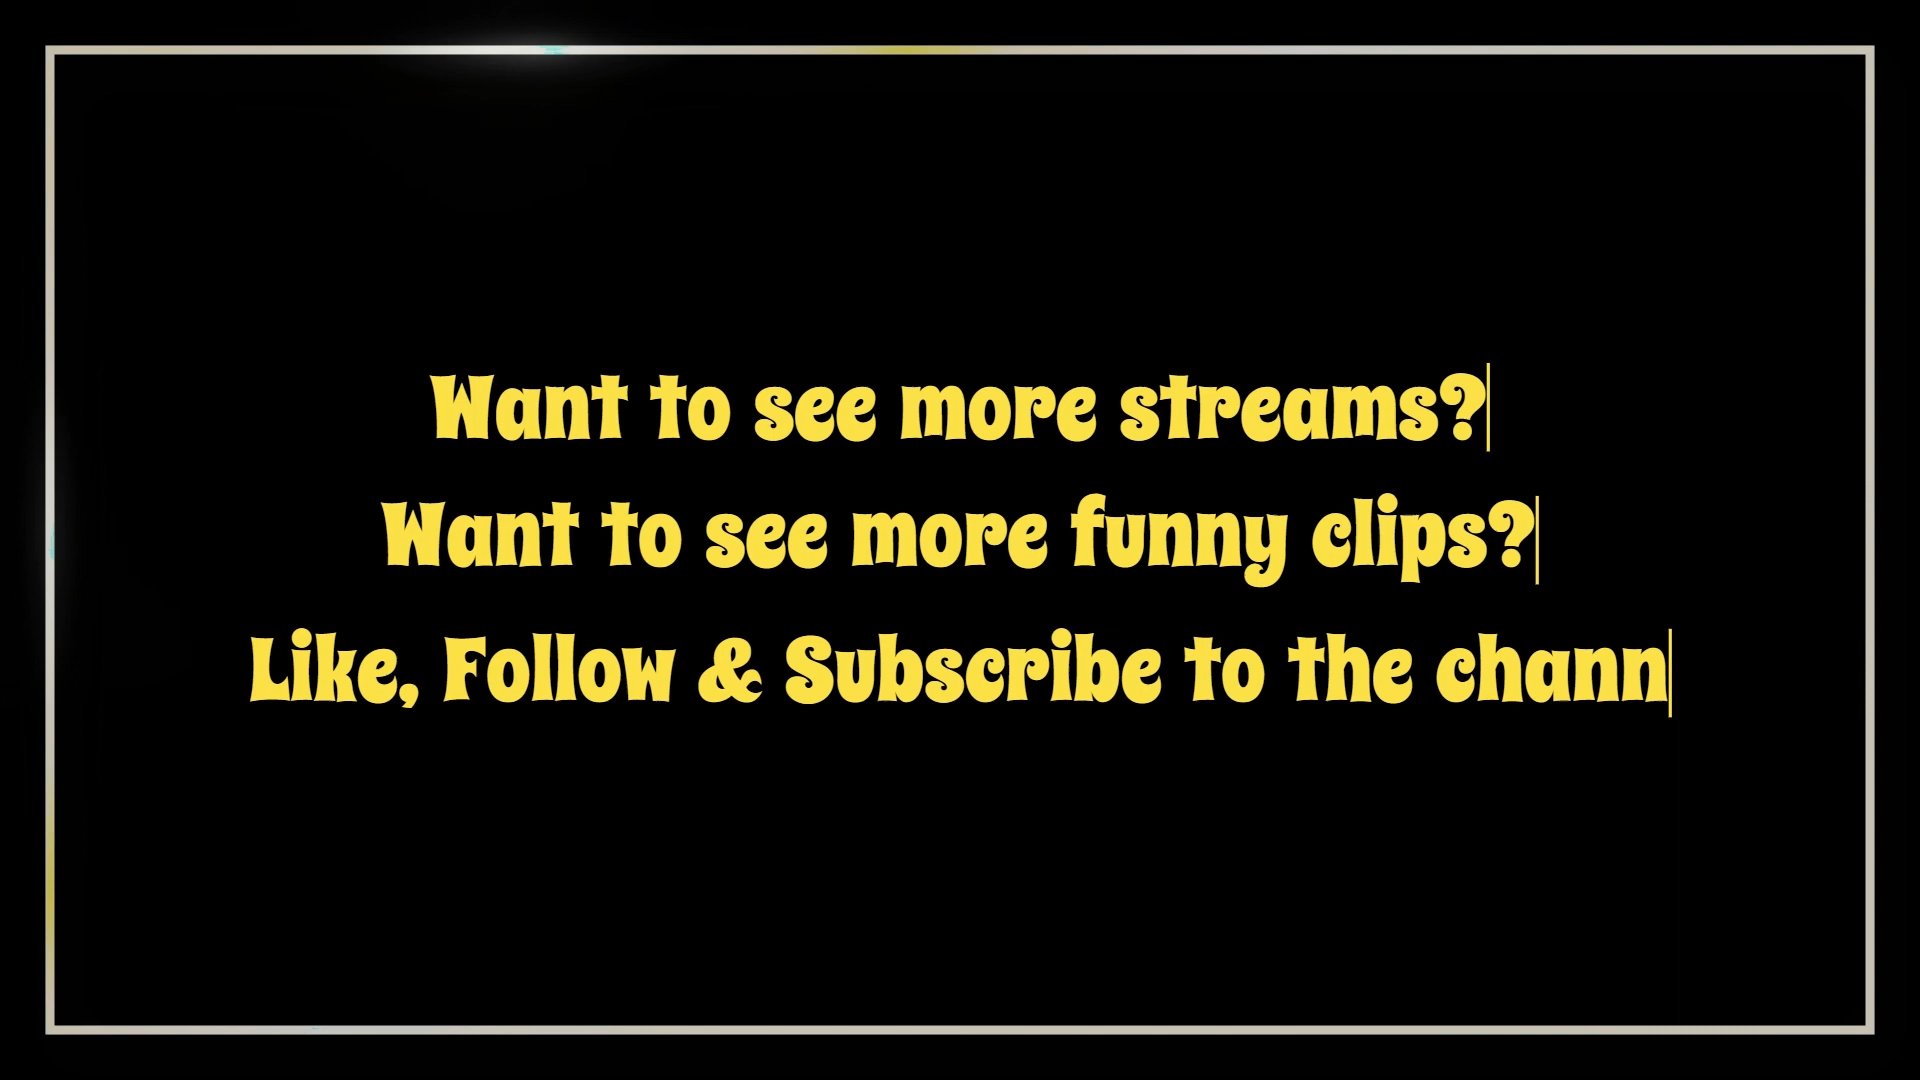 Want to see more streams?
Want to see more funny clips?
Like, Follow & Subscribe to the chann